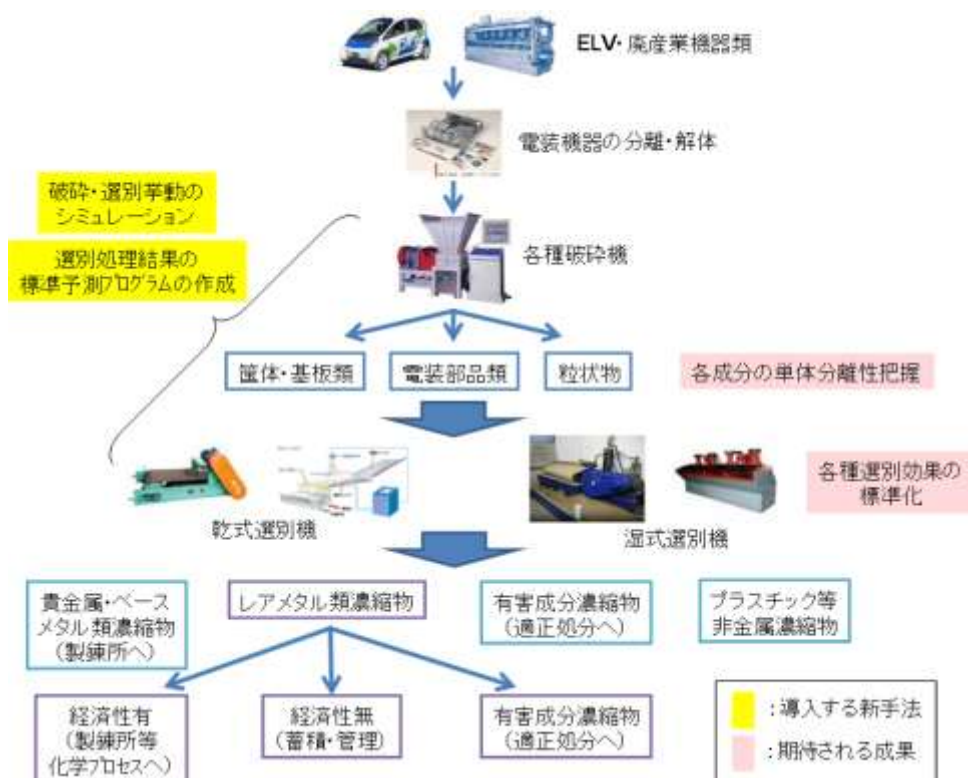 ELV・廃産業機器類
電装機器の分離・解体
破砕・選別挙動の
シミュレーション
選別処理結果の
標準予測プログラムの作成
各種破砕機
筐体・基板類
電装部品類
粒状物
各成分の単体分離性把握
各種選別効果の
標準化
乾式選別機
湿式選別機
貴金属・ベース
メタル類濃縮物
(製練所へ)
レアメタル類濃縮物
有害成分濃縮物
(適正処分へ)
プラスチック等
非金属濃縮物
経済性有
(製練所等
化学プロセスへ)
経済性無
(蓄積・管理)
有害成分濃縮物
(適正処分へ)
:導入する新手法
:期待される成果